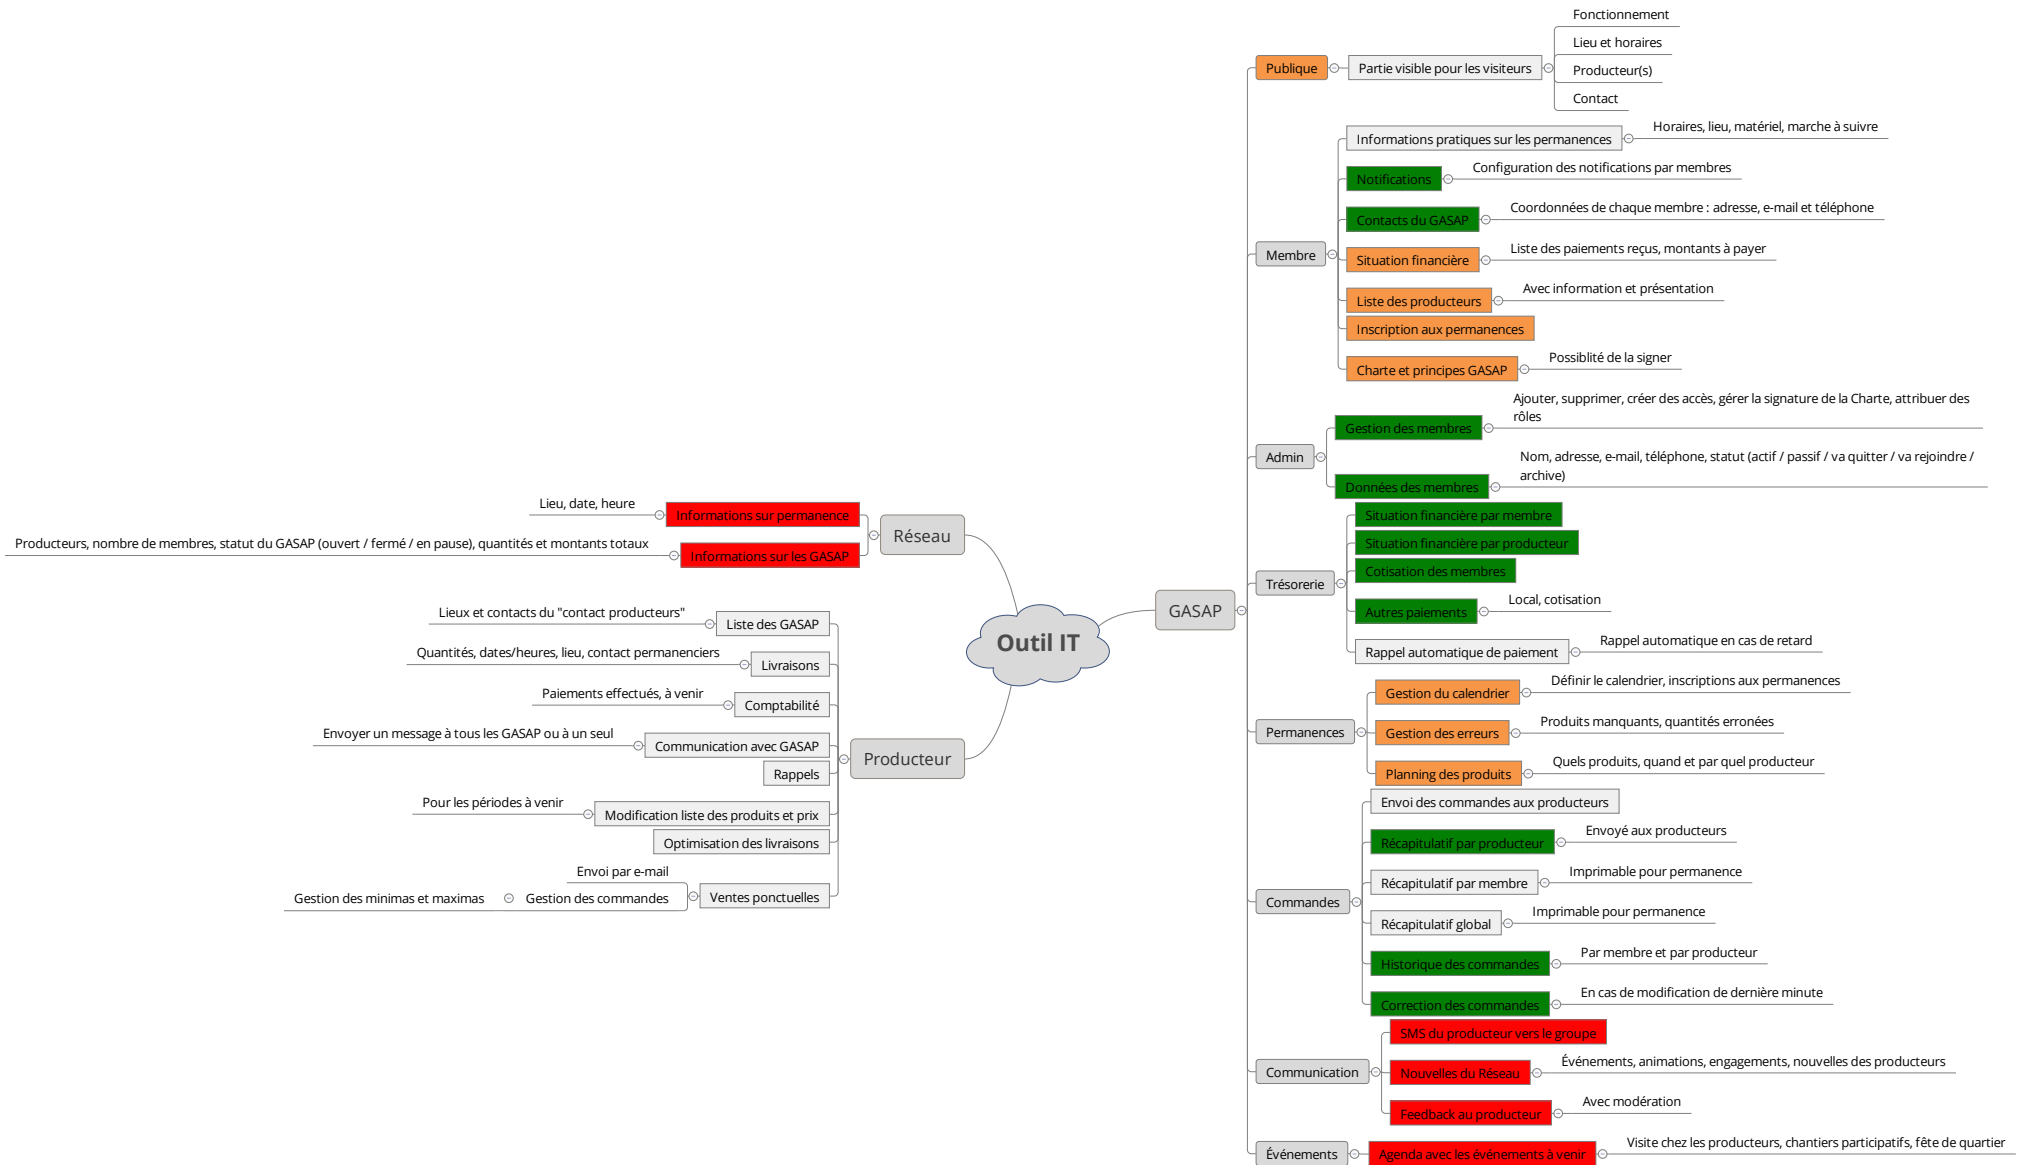 Outil IT
GASAP
Publique
Partie visible pour les visiteurs
Fonctionnement
Lieu et horaires
Producteur(s)
Contact
Membre
Informations pratiques sur les permanences
Horaires, lieu, matériel, marche à suivre
Notifications
Configuration des notifications par membres
Contacts du GASAP
Coordonnées de chaque membre : adresse, e-mail et téléphone
Situation financière
Liste des paiements reçus, montants à payer
Liste des producteurs
Avec information et présentation
Inscription aux permanences
Charte et principes GASAP
Possiblité de la signer
Admin
Gestion des membres
Ajouter, supprimer, créer des accès, gérer la signature de la Charte, attribuer des
rôles
Données des membres
Nom, adresse, e-mail, téléphone, statut (actif / passif / va quitter / va rejoindre /
archive)
Trésorerie
Situation financière par membre
Situation financière par producteur
Cotisation des membres
Autres paiements
Local, cotisation
Rappel automatique de paiement
Rappel automatique en cas de retard
Permanences
Gestion du calendrier
Définir le calendrier, inscriptions aux permanences
Gestion des erreurs
Produits manquants, quantités erronées
Planning des produits
Quels produits, quand et par quel producteur
Commandes
Envoi des commandes aux producteurs
Récapitulatif par producteur
Envoyé aux producteurs
Récapitulatif par membre
Imprimable pour permanence
Récapitulatif global
Imprimable pour permanence
Historique des commandes
Par membre et par producteur
Correction des commandes
En cas de modification de dernière minute
Communication
SMS du producteur vers le groupe
Nouvelles du Réseau
Événements, animations, engagements, nouvelles des producteurs
Feedback au producteur
Avec modération
Événements
Agenda avec les événements à venir
Visite chez les producteurs, chantiers participatifs, fête de quartier
Réseau
Informations sur permanence
Lieu, date, heure
Informations sur les GASAP
Producteurs, nombre de membres, statut du GASAP (ouvert / fermé / en pause), quantités et montants totaux
Producteur
Liste des GASAP
Lieux et contacts du "contact producteurs"
Livraisons
Quantités, dates/heures, lieu, contact permanenciers
Comptabilité
Paiements effectués, à venir
Communication avec GASAP
Envoyer un message à tous les GASAP ou à un seul
Rappels
Modification liste des produits et prix
Pour les périodes à venir
Optimisation des livraisons
Ventes ponctuelles
Envoi par e-mail
Gestion des commandes
Gestion des minimas et maximas